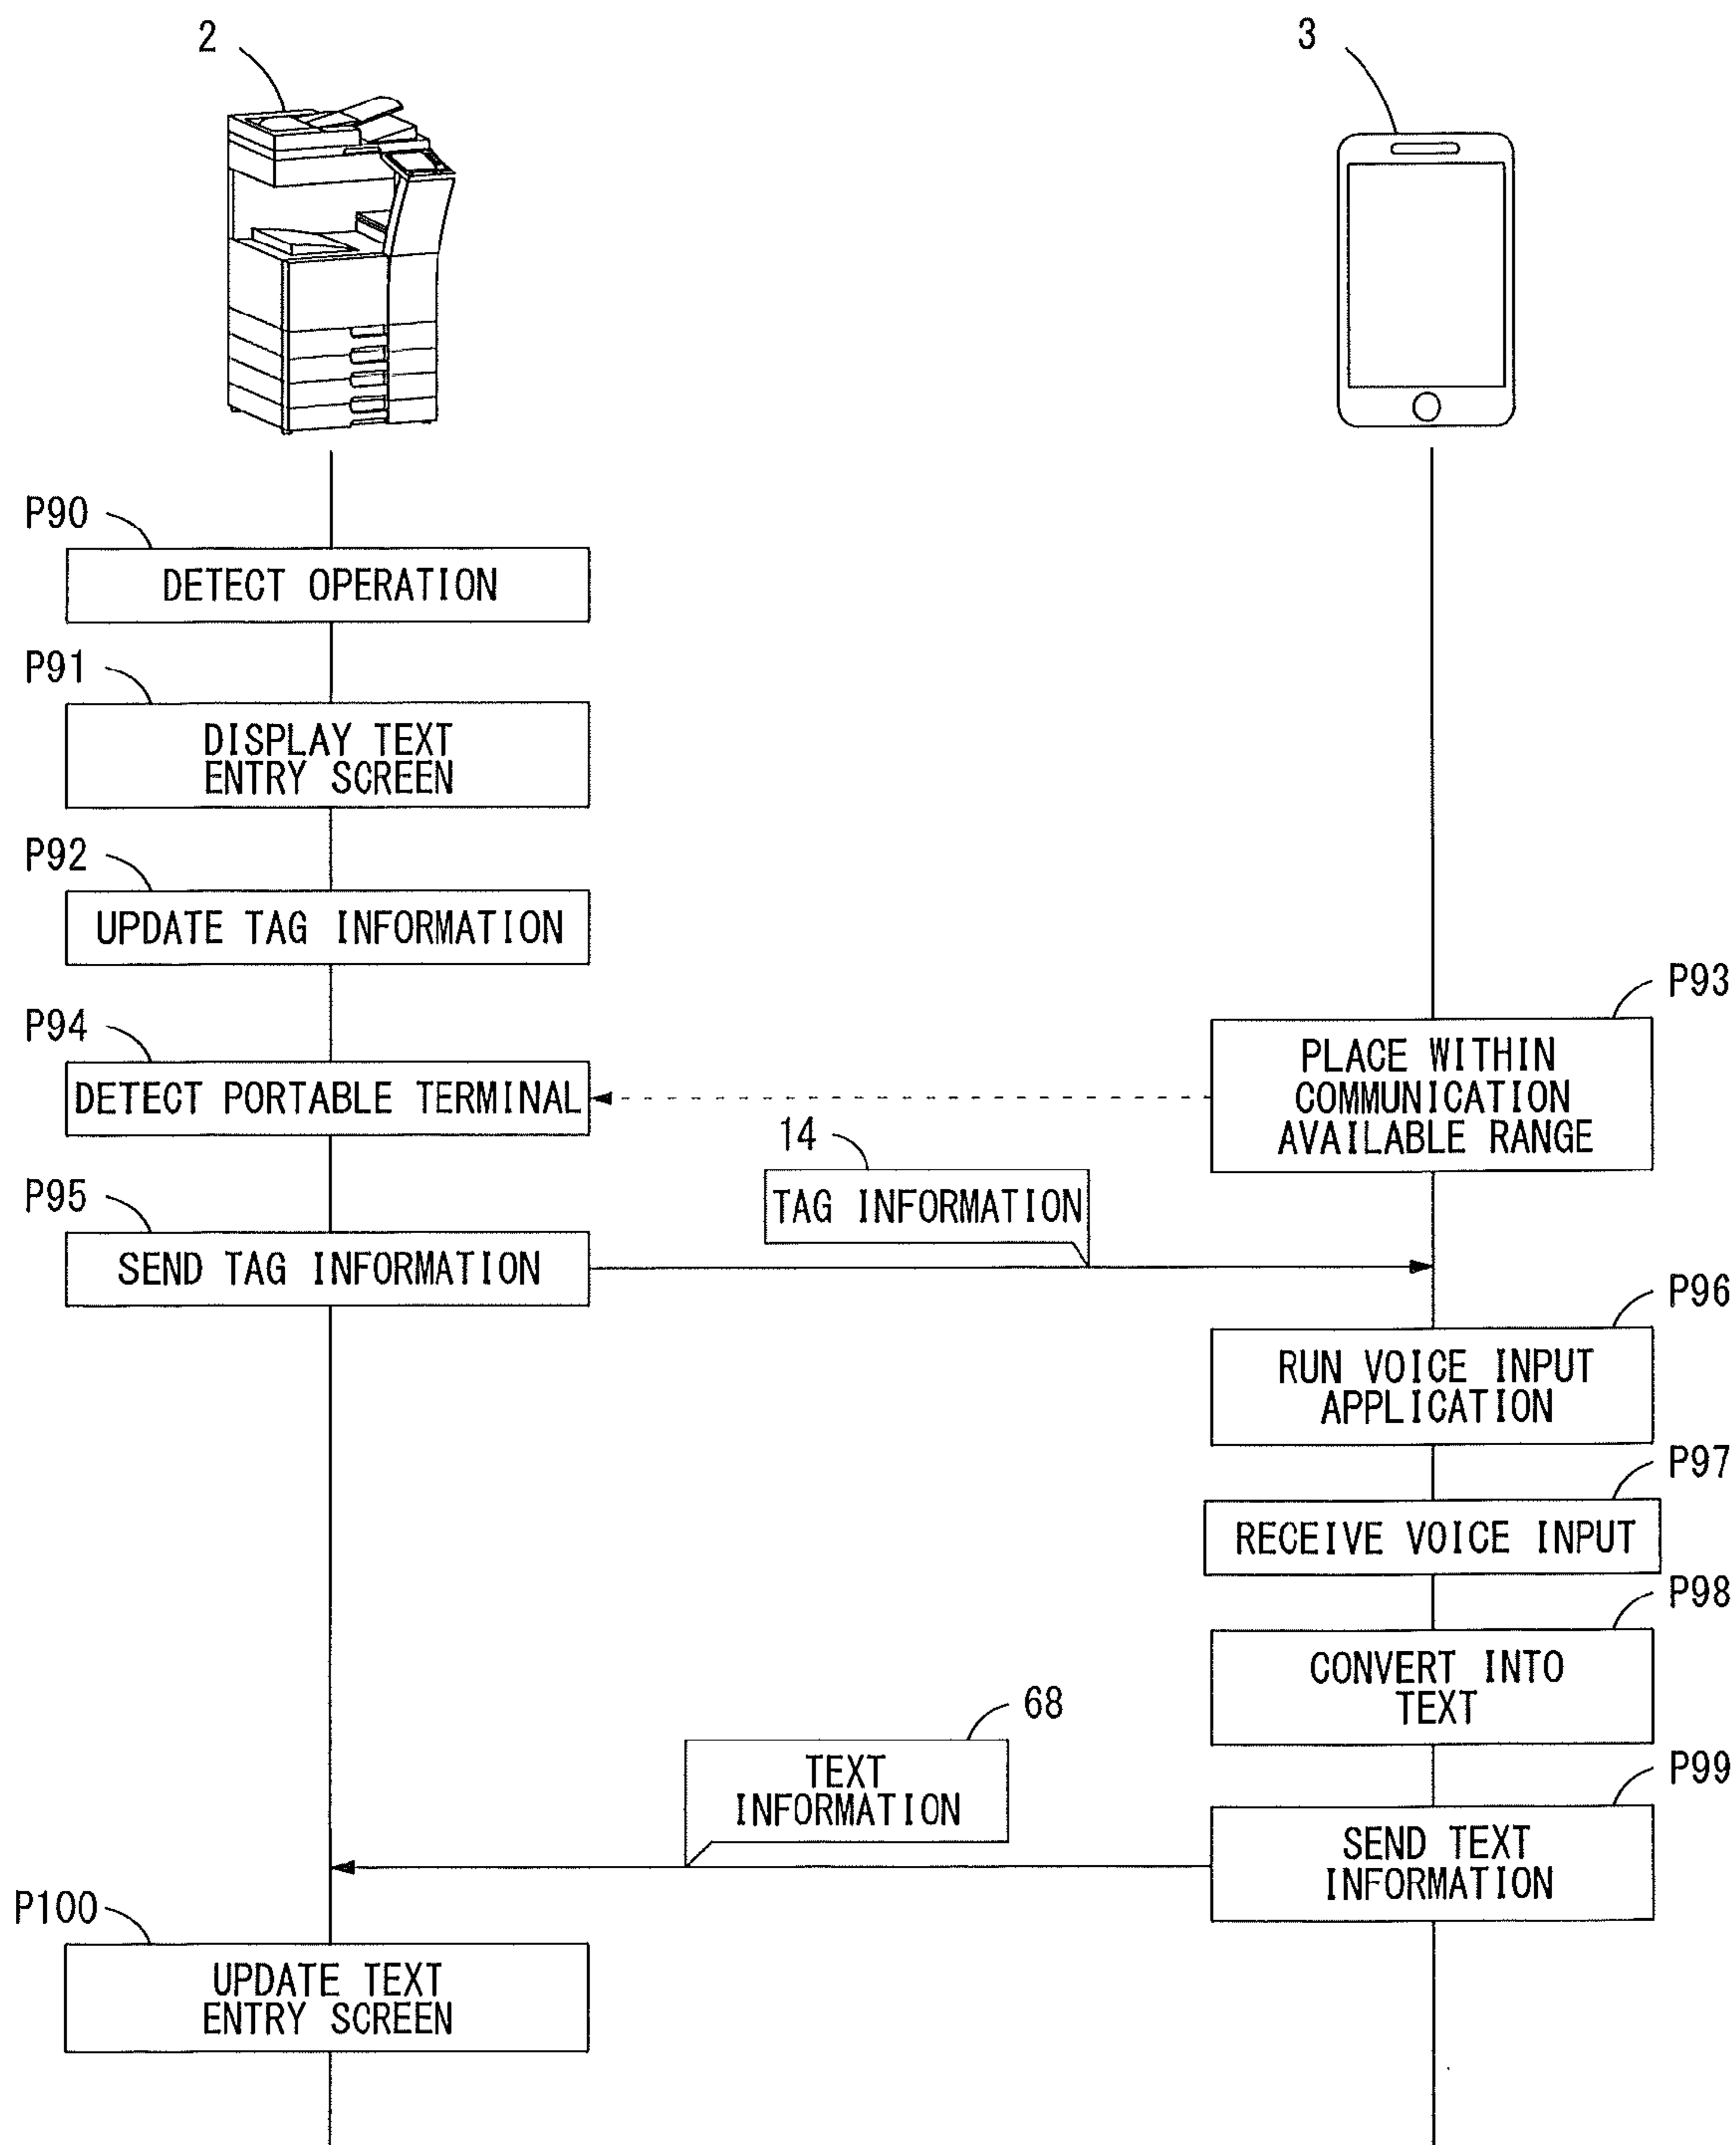 2
3
P90
DETECT OPERATION
P91
DISPLAY TEXT
ENTRY SCREEN
P92
UPDATE TAG INFORMATION
P93
PLACE WITHIN
COMMUNICATION
AVAILABLE RANGE
P94
DETECT PORTABLE TERMINAL
14
TAG INFORMATION
P95
SEND TAG INFORMATION
P96
RUN VOICE INPUT
APPLICATION
P97
RECEIVE VOICE INPUT
P98
CONVERT INTO
TEXT
68
TEXT
INFORMATION
P99
SEND TEXT
INFORMATION
P100
UPDATE TEXT
ENTRY SCREEN